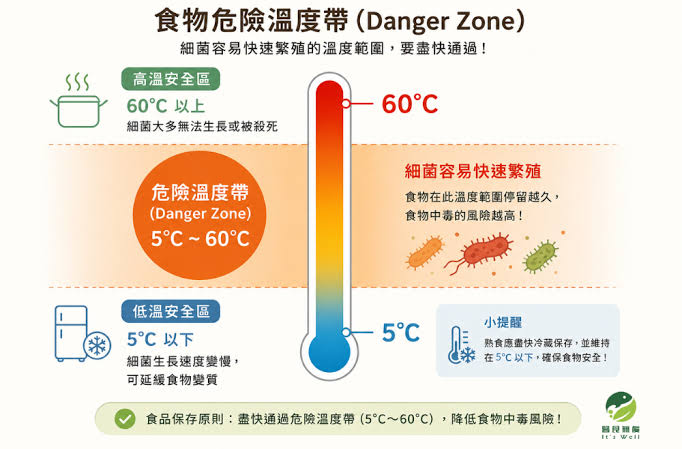 食物危險溫度帶 (Danger Zone)
細菌容易快速繁殖的溫度範圍，要盡快通過！
高溫安全區
60°C 以上
細菌大多無法生長或被殺死
60°C
危險溫度帶
(Danger Zone)
5°C ~ 60°C
細菌容易快速繁殖
食物在此溫度範圍停留越久，
食物中毒的風險越高！
低溫安全區
5°C 以下
細菌生長速度變慢，
可延緩食物變質
5°C
小提醒
熟食應盡快冷藏保存，並維持
在 5°C 以下，確保食物安全！
食品保存原則：盡快通過危險溫度帶 (5°C～60°C) ，降低食物中毒風險！
It's Well